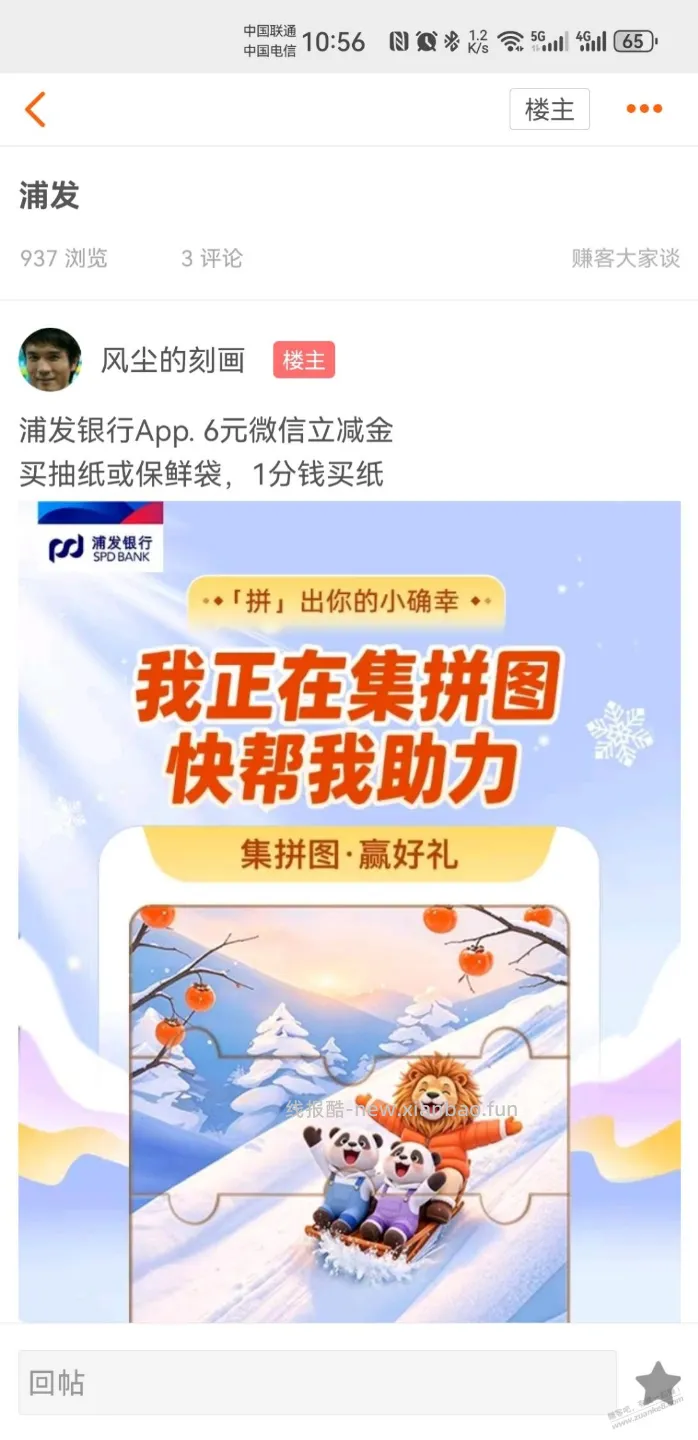 中国联通
中国电信
10:56
1.2
K/s
5G
4G
65
楼主
浦发
937 浏览
3 评论
赚客大家谈
风尘的刻画
楼主
浦发银行App. 6元微信立减金
买抽纸或保鲜袋，1分钱买纸
浦发银行
SPD BANK
「拼」出你的小确幸
我正在集拼图
快帮我助力
集拼图·赢好礼
线报酷-new.xianbao.fun
回帖